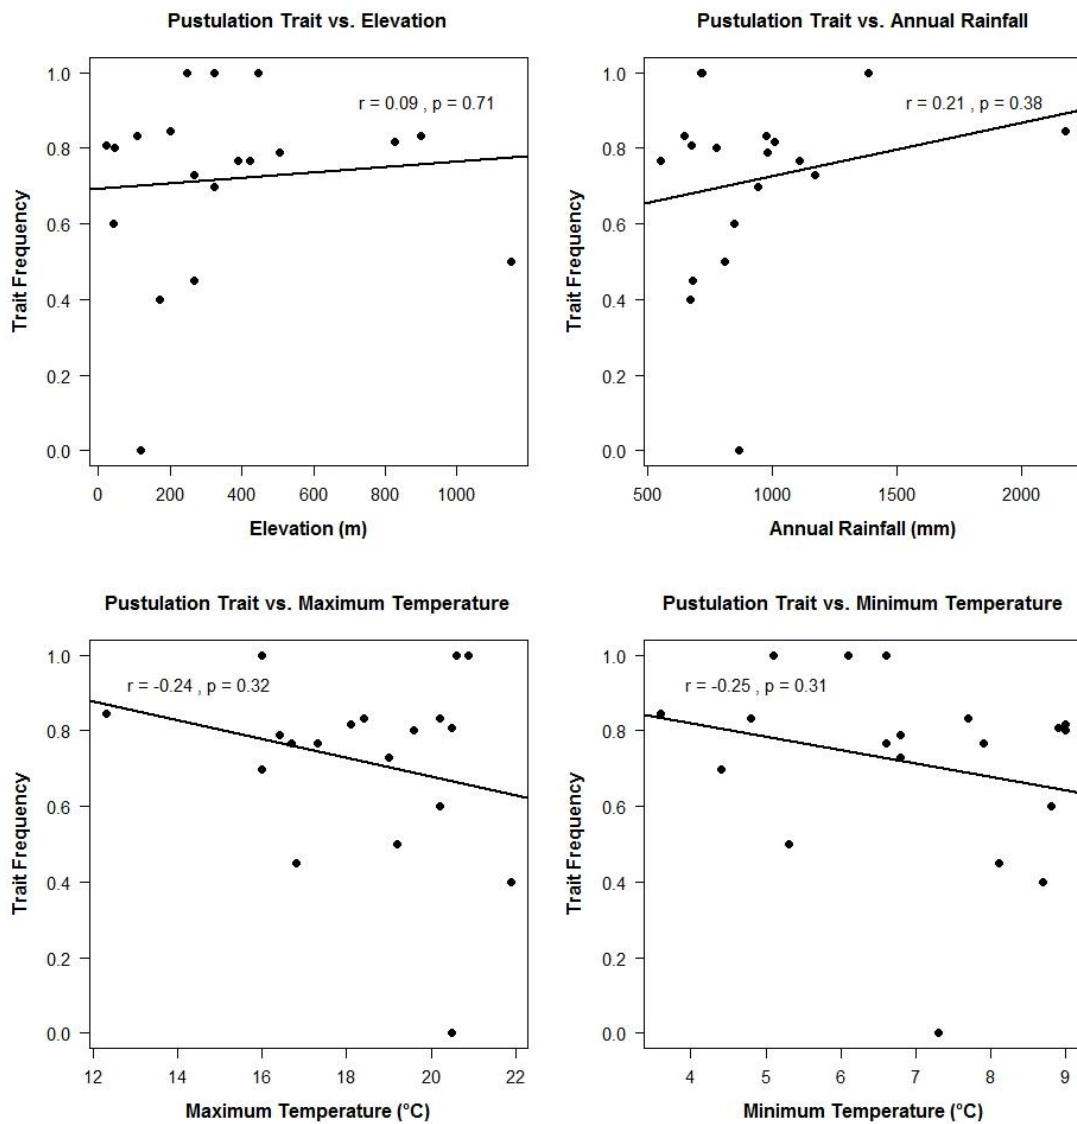 Pustulation Trait vs. Elevation
r = 0.09 , p = 0.71
Trait Frequency
1.0
0.8
0.6
0.4
0.2
0.0
0 200 400 600 800 1000
Elevation (m)
Pustulation Trait vs. Annual Rainfall
r = 0.21 , p = 0.38
Trait Frequency
1.0
0.8
0.6
0.4
0.2
0.0
500 1000 1500 2000
Annual Rainfall (mm)
Pustulation Trait vs. Maximum Temperature
r = -0.24 , p = 0.32
Trait Frequency
1.0
0.8
0.6
0.4
0.2
0.0
12 14 16 18 20 22
Maximum Temperature (°C)
Pustulation Trait vs. Minimum Temperature
r = -0.25 , p = 0.31
Trait Frequency
1.0
0.8
0.6
0.4
0.2
0.0
4 5 6 7 8 9
Minimum Temperature (°C)